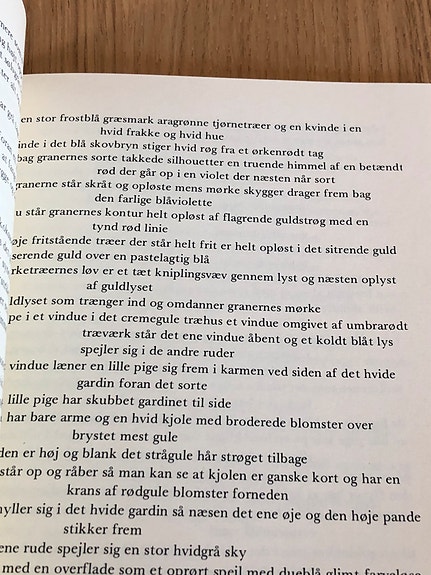 en stor frostblå græsmark aragrønne tjørnetræer og en kvinde i en
hvid frakke og hvid hue
inde i det blå skovbryn stiger hvid røg fra et ørkenrødt tag
bag granernes sorte takkede silhouetter en truende himmel af en betændt
rød der går op i en violet der næsten når sort
granerne står skråt og opløste mens mørke skygger drager frem bag
den farlige blåviolette
u står granernes kontur helt opløst af flagrende guldstrøg med en
tynd rød linie
øje fritstående træer der står helt frit er helt opløst i det sitrende guld
serende guld over en pastelagtig blå
rketræernes løv er et tæt kniplingsvæv gennem lyst og næsten oplyst
af guldlyset
ldlyset som trænger ind og omdanner granernes mørke
pe i et vindue i det cremegule træhus et vindue omgivet af umbrarødt
træværk står det ene vindue åbent og et koldt blåt lys
spejler sig i de andre ruder
vindue læner en lille pige sig frem i karmen ved siden af det hvide
gardin foran det sorte
lille pige har skubbet gardinet til side
har bare arme og en hvid kjole med broderede blomster over
brystet mest gule
den er høj og blank det strågule hår strøget tilbage
står op og råber så man kan se at kjolen er ganske kort og har en
krans af rødgule blomster forneden
hyller sig i det hvide gardin så næsen det ene øje og den høje pande
stikker frem
ene rude spejler sig en stor hvidgrå sky
med en overflade som et oprørt spejl med dueblå glimt